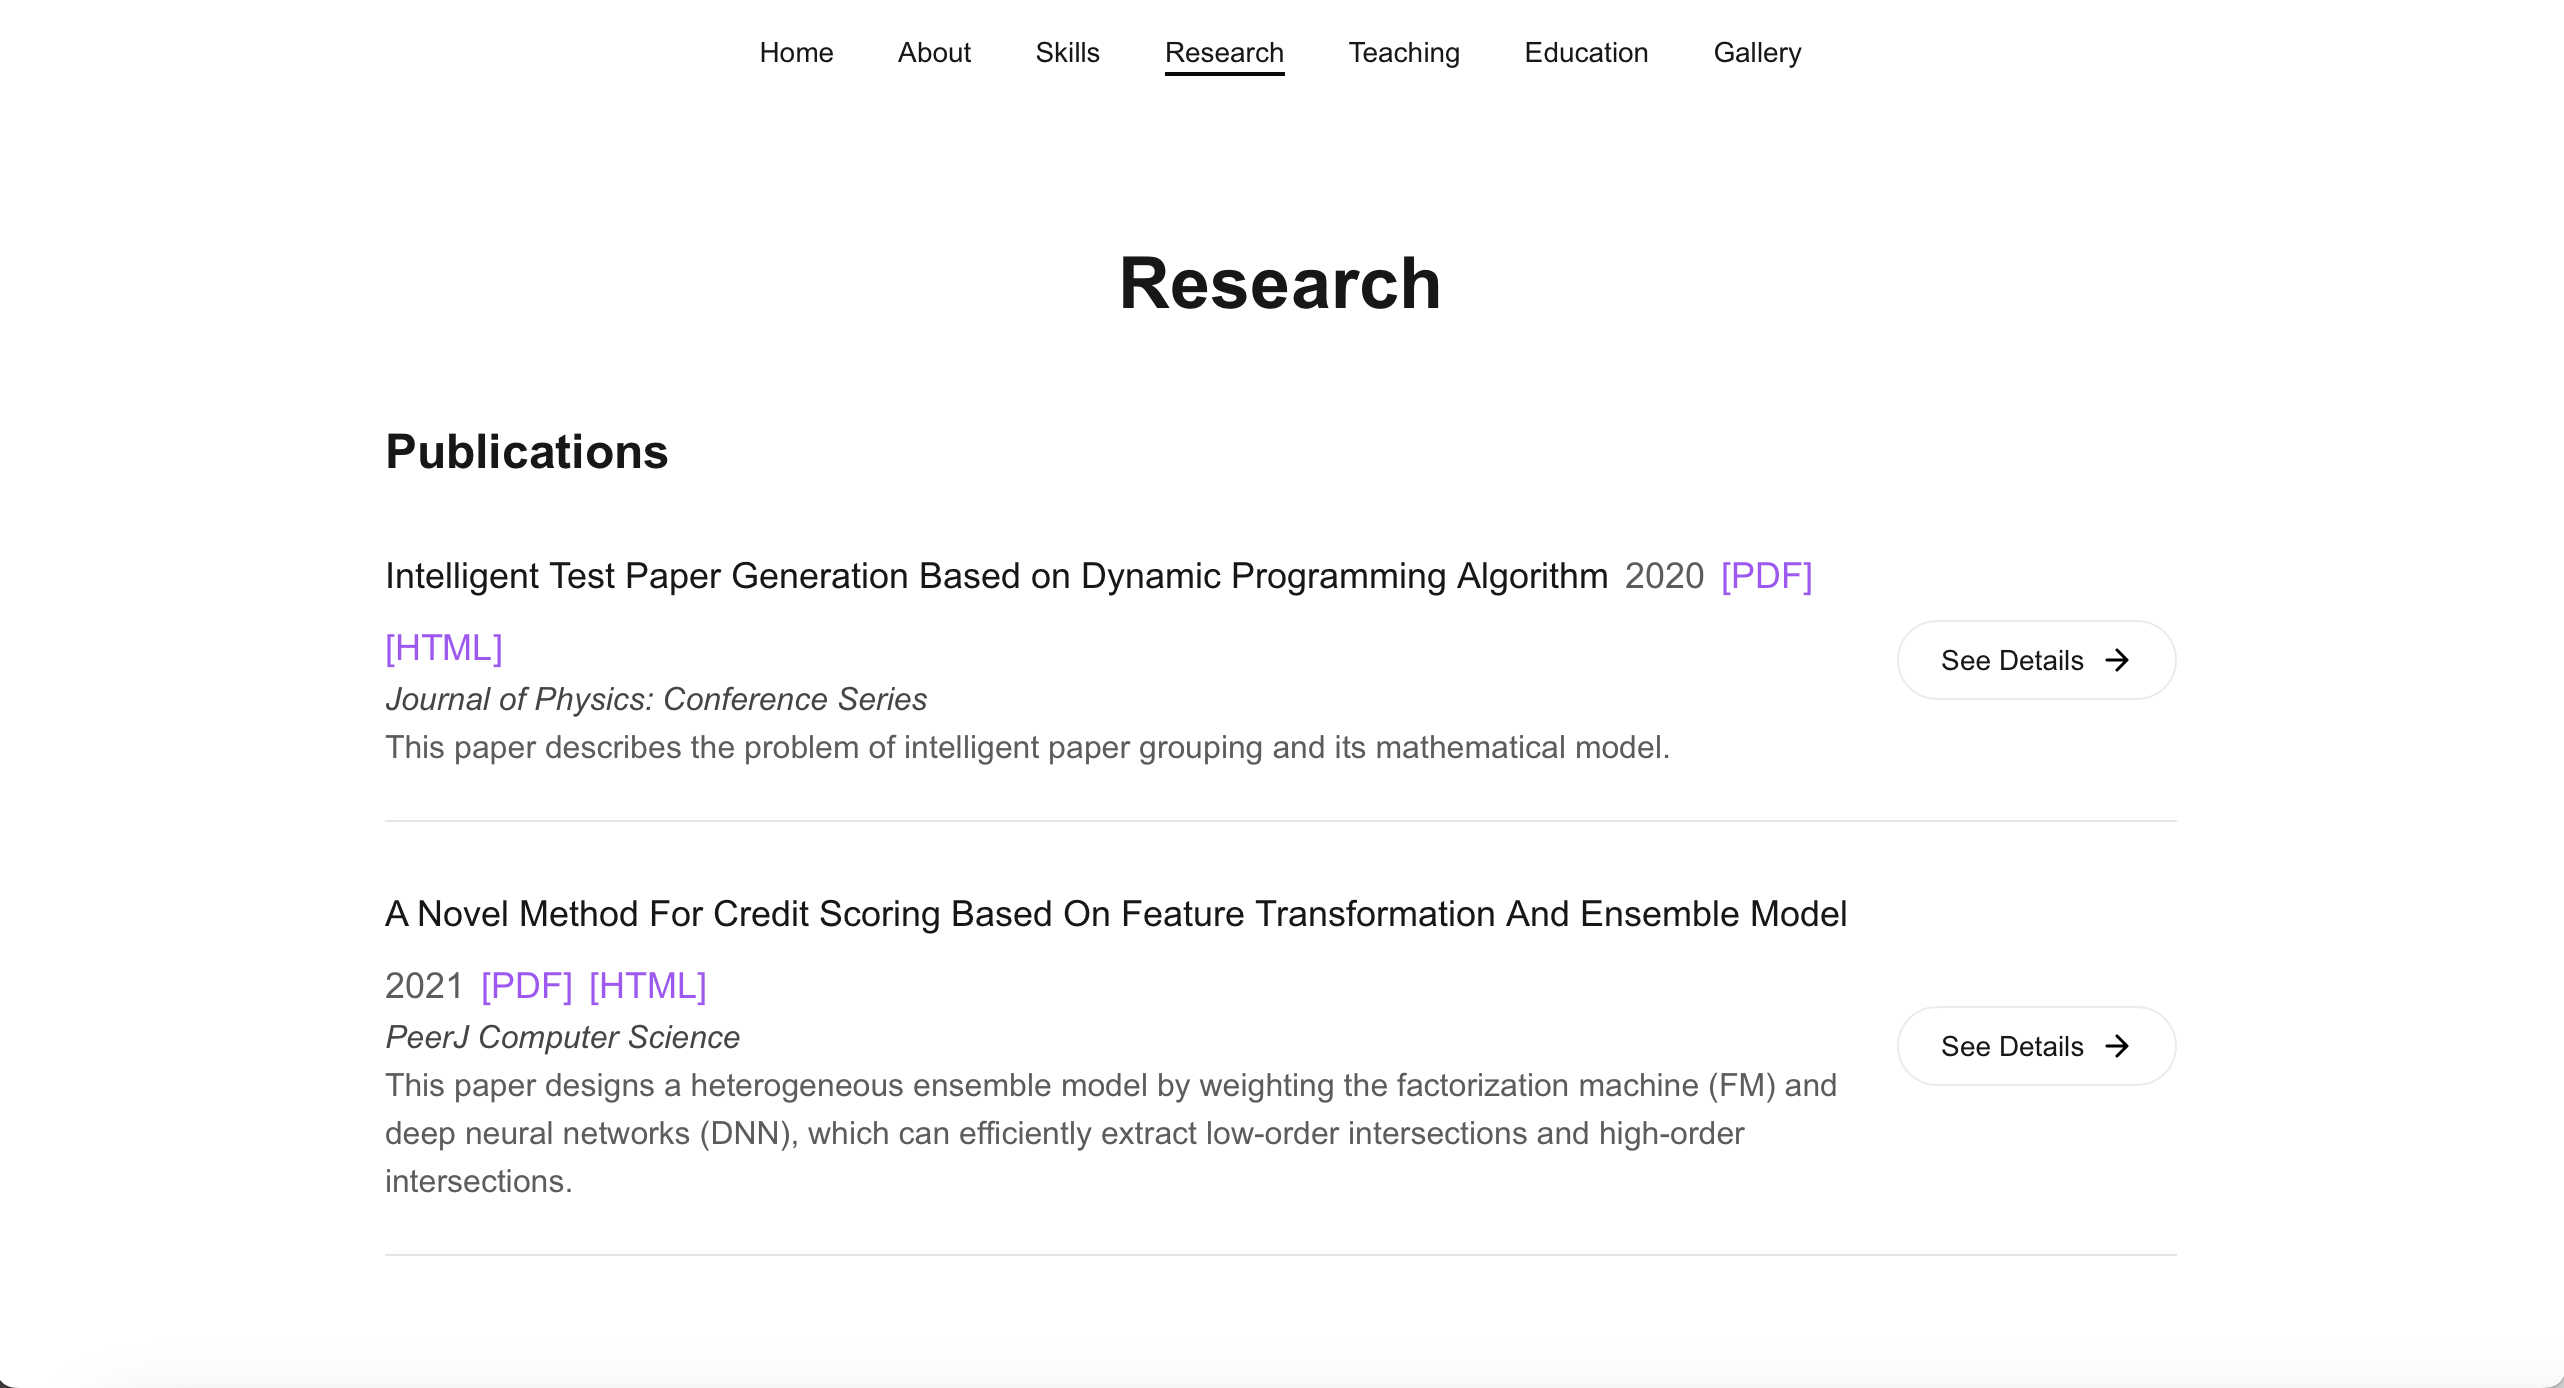 Home About Skills Research Teaching Education Gallery
Research
Publications
Intelligent Test Paper Generation Based on Dynamic Programming Algorithm 2020 [PDF]
[HTML]
Journal of Physics: Conference Series
This paper describes the problem of intelligent paper grouping and its mathematical model.
See Details →
A Novel Method For Credit Scoring Based On Feature Transformation And Ensemble Model
2021 [PDF] [HTML]
PeerJ Computer Science
This paper designs a heterogeneous ensemble model by weighting the factorization machine (FM) and
deep neural networks (DNN), which can efficiently extract low-order intersections and high-order
intersections.
See Details →